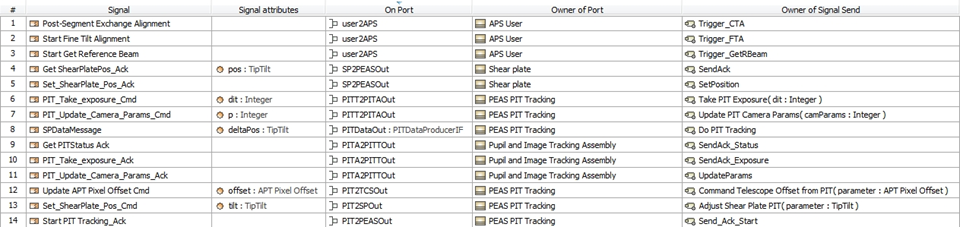 # Signal Signal attributes On Port Owner of Port Owner of Signal Send
1 Post-Segment Exchange Alignment user2APS APS User Trigger_CTA
2 Start Fine Tilt Alignment user2APS APS User Trigger_FTA
3 Start Get Reference Beam user2APS APS User Trigger_GetRBeam
4 Get ShearPlatePos_Ack pos : TipTilt SP2PEASOut Shear plate SendAck
5 Set_ShearPlate_Pos_Ack SP2PEASOut Shear plate SetPosition
6 PIT_Take_exposure_Cmd dit : Integer PITT2PITAOut PEAS PIT Tracking Take PIT Exposure( dit : Integer )
7 PIT_Update_Camera_Params_Cmd p : Integer PITT2PITAOut PEAS PIT Tracking Update PIT Camera Params( camParams : Integer )
8 SPDataMessage deltaPos : TipTilt PITDataOut : PITDataProducerIF PEAS PIT Tracking Do PIT Tracking
9 Get PITStatus Ack PITA2PITTOut Pupil and Image Tracking Assembly SendAck_Status
10 PIT_Take_exposure_Ack PITA2PITTOut Pupil and Image Tracking Assembly SendAck_Exposure
11 PIT_Update_Camera_Params_Ack PITA2PITTOut Pupil and Image Tracking Assembly UpdateParams
12 Update APT Pixel Offset Cmd offset : APT Pixel Offset PIT2TCSOut PEAS PIT Tracking Command Telescope Offset from PIT( parameter : APT Pixel Offset )
13 Set_ShearPlate_Pos_Cmd tilt : TipTilt PIT2SPOut PEAS PIT Tracking Adjust Shear Plate PIT( parameter : TipTilt )
14 Start PIT Tracking_Ack PIT2PEASOut PEAS PIT Tracking Send_Ack_Start